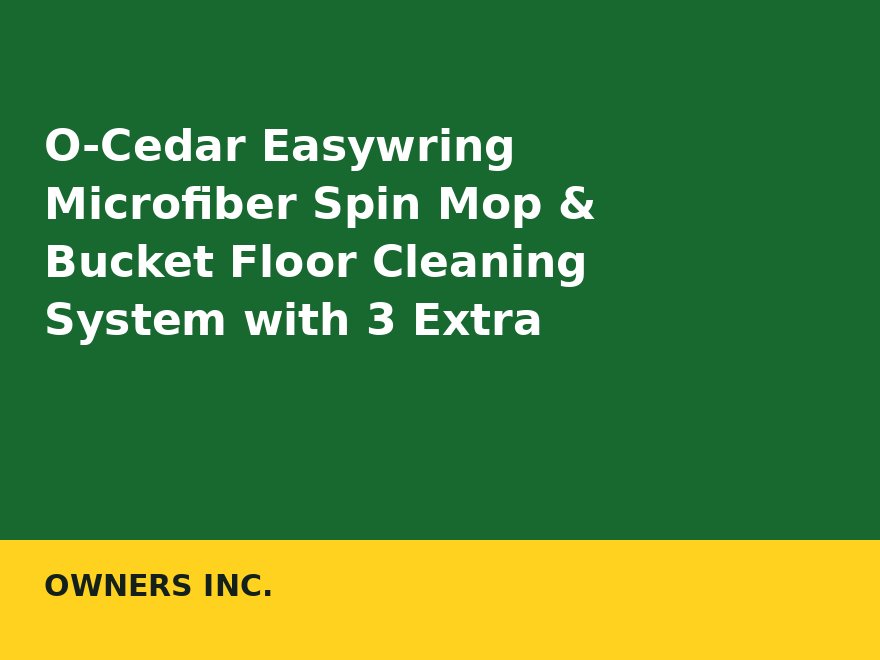 O-Cedar Easywring
Microfiber Spin Mop &
Bucket Floor Cleaning
System with 3 Extra
OWNERS INC.